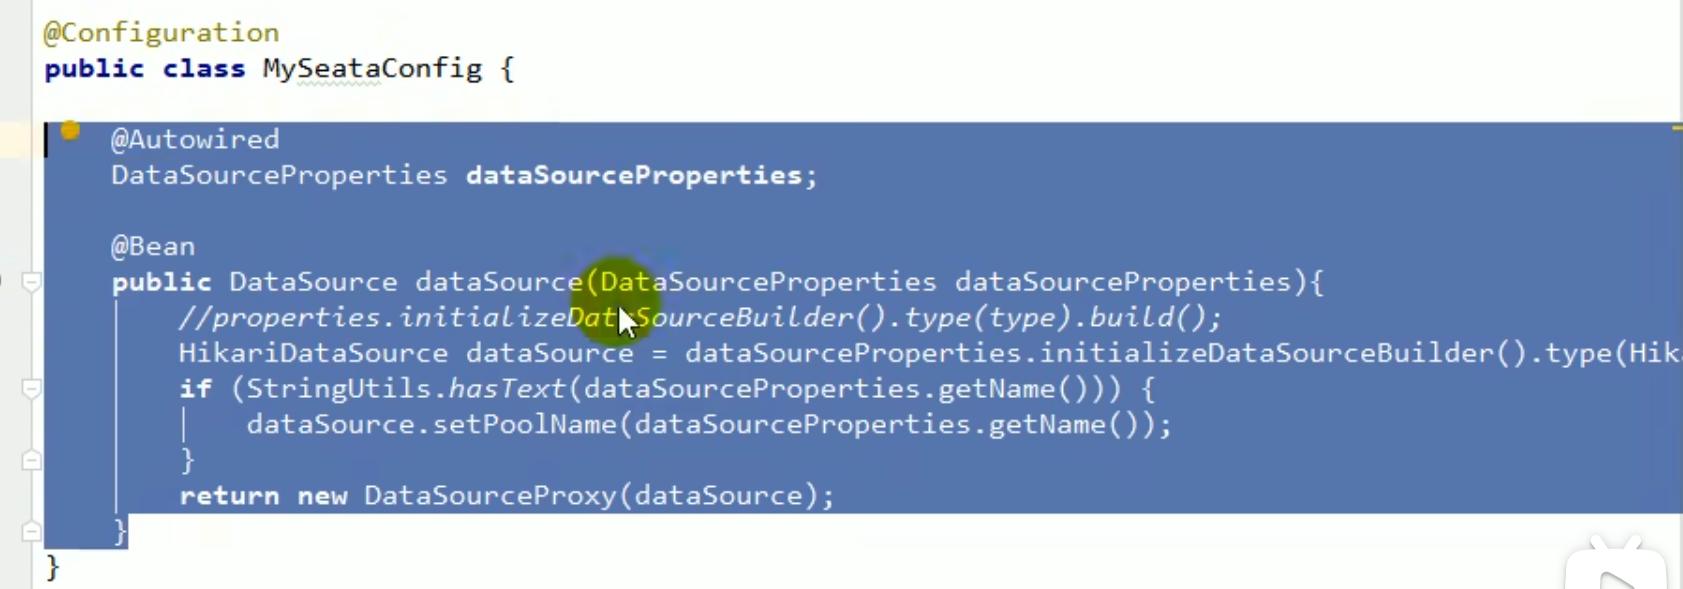 @Configuration
public class MySeataConfig {
@Autowired
DataSourceProperties dataSourceProperties;
@Bean
public DataSource dataSource(DataSourceProperties dataSourceProperties){
//properties.initializeDataSourceBuilder().type(type).build();
HikariDataSource dataSource = dataSourceProperties.initializeDataSourceBuilder().type(Hik
if (StringUtils.hasText(dataSourceProperties.getName())) {
dataSource.setPoolName(dataSourceProperties.getName());
}
return new DataSourceProxy(dataSource);
}
}